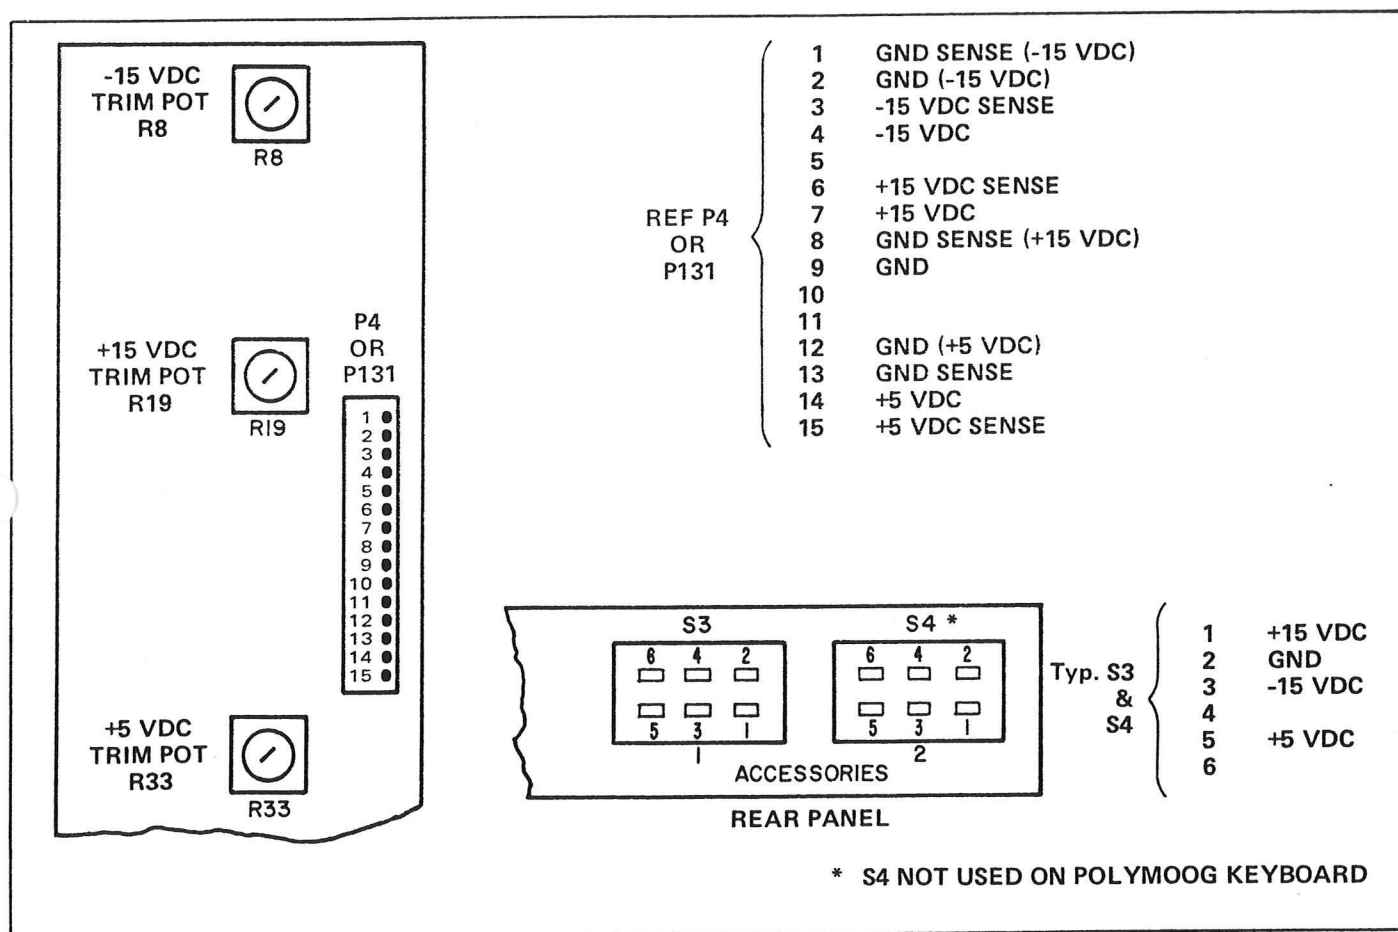 -15 VDC
TRIM POT
R8
R8
+15 VDC
TRIM POT
R19
R19
P4
OR
P131
1
2
3
4
5
6
7
8
9
10
11
12
13
14
15
+5 VDC
TRIM POT
R33
R33
REF P4
OR
P131
1 GND SENSE (-15 VDC)
2 GND (-15 VDC)
3 -15 VDC SENSE
4 -15 VDC
5
6 +15 VDC SENSE
7 +15 VDC
8 GND SENSE (+15 VDC)
9 GND
10
11
12 GND (+5 VDC)
13 GND SENSE
14 +5 VDC
15 +5 VDC SENSE
S3
6 4 2
5 3 1
1
S4 *
6 4 2
5 3 1
2
ACCESSORIES
REAR PANEL
Typ. S3
&
S4
1 +15 VDC
2 GND
3 -15 VDC
4
5 +5 VDC
6
* S4 NOT USED ON POLYMOOG KEYBOARD